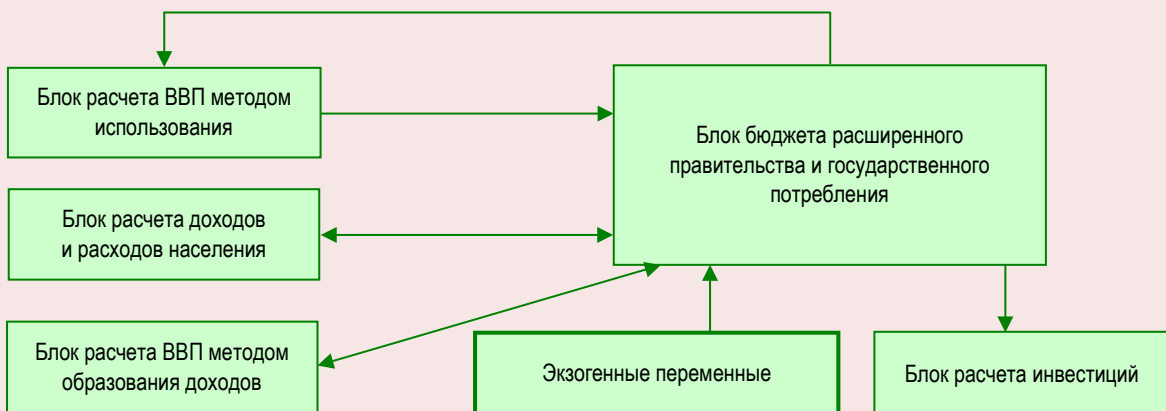 Блок расчета ВВП методом
использования
Блок бюджета расширенного
правительства и государственного
потребления
Блок расчета доходов
и расходов населения
Блок расчета ВВП методом
образования доходов
Экзогенные переменные
Блок расчета инвестиций